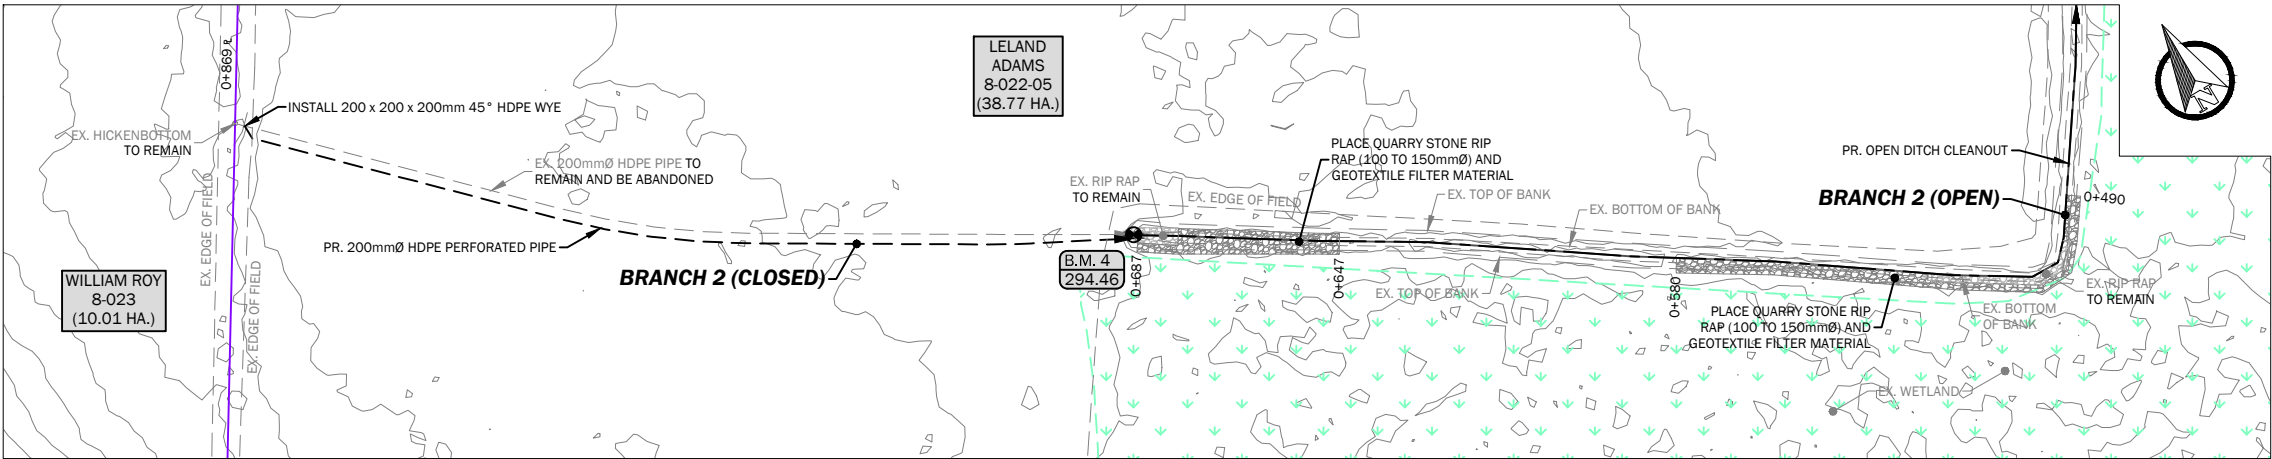 0+869 ℄
INSTALL 200 x 200 x 200mm 45° HDPE WYE
EX. HICKENBOTTOM
TO REMAIN
EX. EDGE OF FIELD
EX. EDGE OF FIELD
WILLIAM ROY
8-023
(10.01 HA.)
EX. 200mmØ HDPE PIPE TO
REMAIN AND BE ABANDONED
PR. 200mmØ HDPE PERFORATED PIPE
BRANCH 2 (CLOSED)
LELAND
ADAMS
8-022-05
(38.77 HA.)
EX. RIP RAP
TO REMAIN
EX. EDGE OF FIELD
B.M. 4
294.46
0+687
PLACE QUARRY STONE RIP
RAP (100 TO 150mmØ) AND
GEOTEXTILE FILTER MATERIAL
EX. TOP OF BANK
EX. BOTTOM OF BANK
0+647
EX. TOP OF BANK
0+580
PLACE QUARRY STONE RIP
RAP (100 TO 150mmØ) AND
GEOTEXTILE FILTER MATERIAL
PR. OPEN DITCH CLEANOUT
BRANCH 2 (OPEN)
0+490
EX. RIP RAP
TO REMAIN
EX. BOTTOM
OF BANK
EX. WETLAND
N